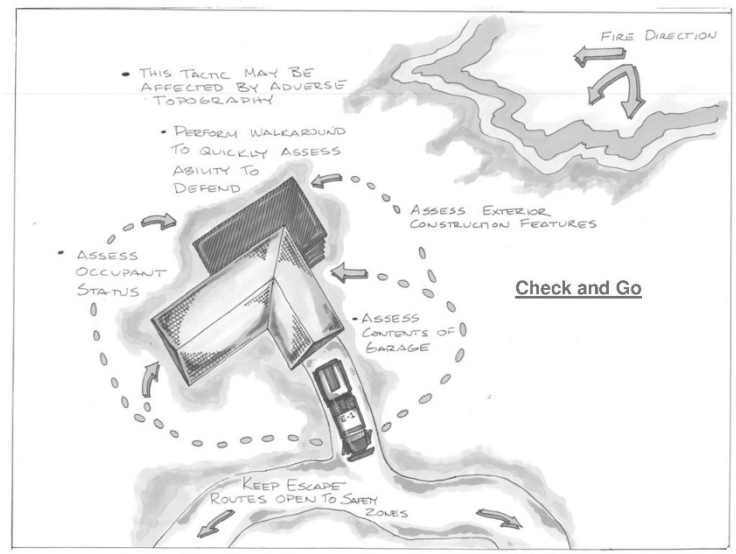 FIRE DIRECTION
• THIS TACTIC MAY BE
AFFECTED BY ADVERSE
TOPOGRAPHY
• PERFORM WALKAROUND
TO QUICKLY ASSESS
ABILITY TO
DEFEND
ASSESS EXTERIOR
CONSTRUCTION FEATURES
• ASSESS
OCCUPANT
STATUS
Check and Go
• ASSESS
CONTENTS OF
GARAGE
E-1
KEEP ESCAPE
ROUTES OPEN TO SAFETY
ZONES